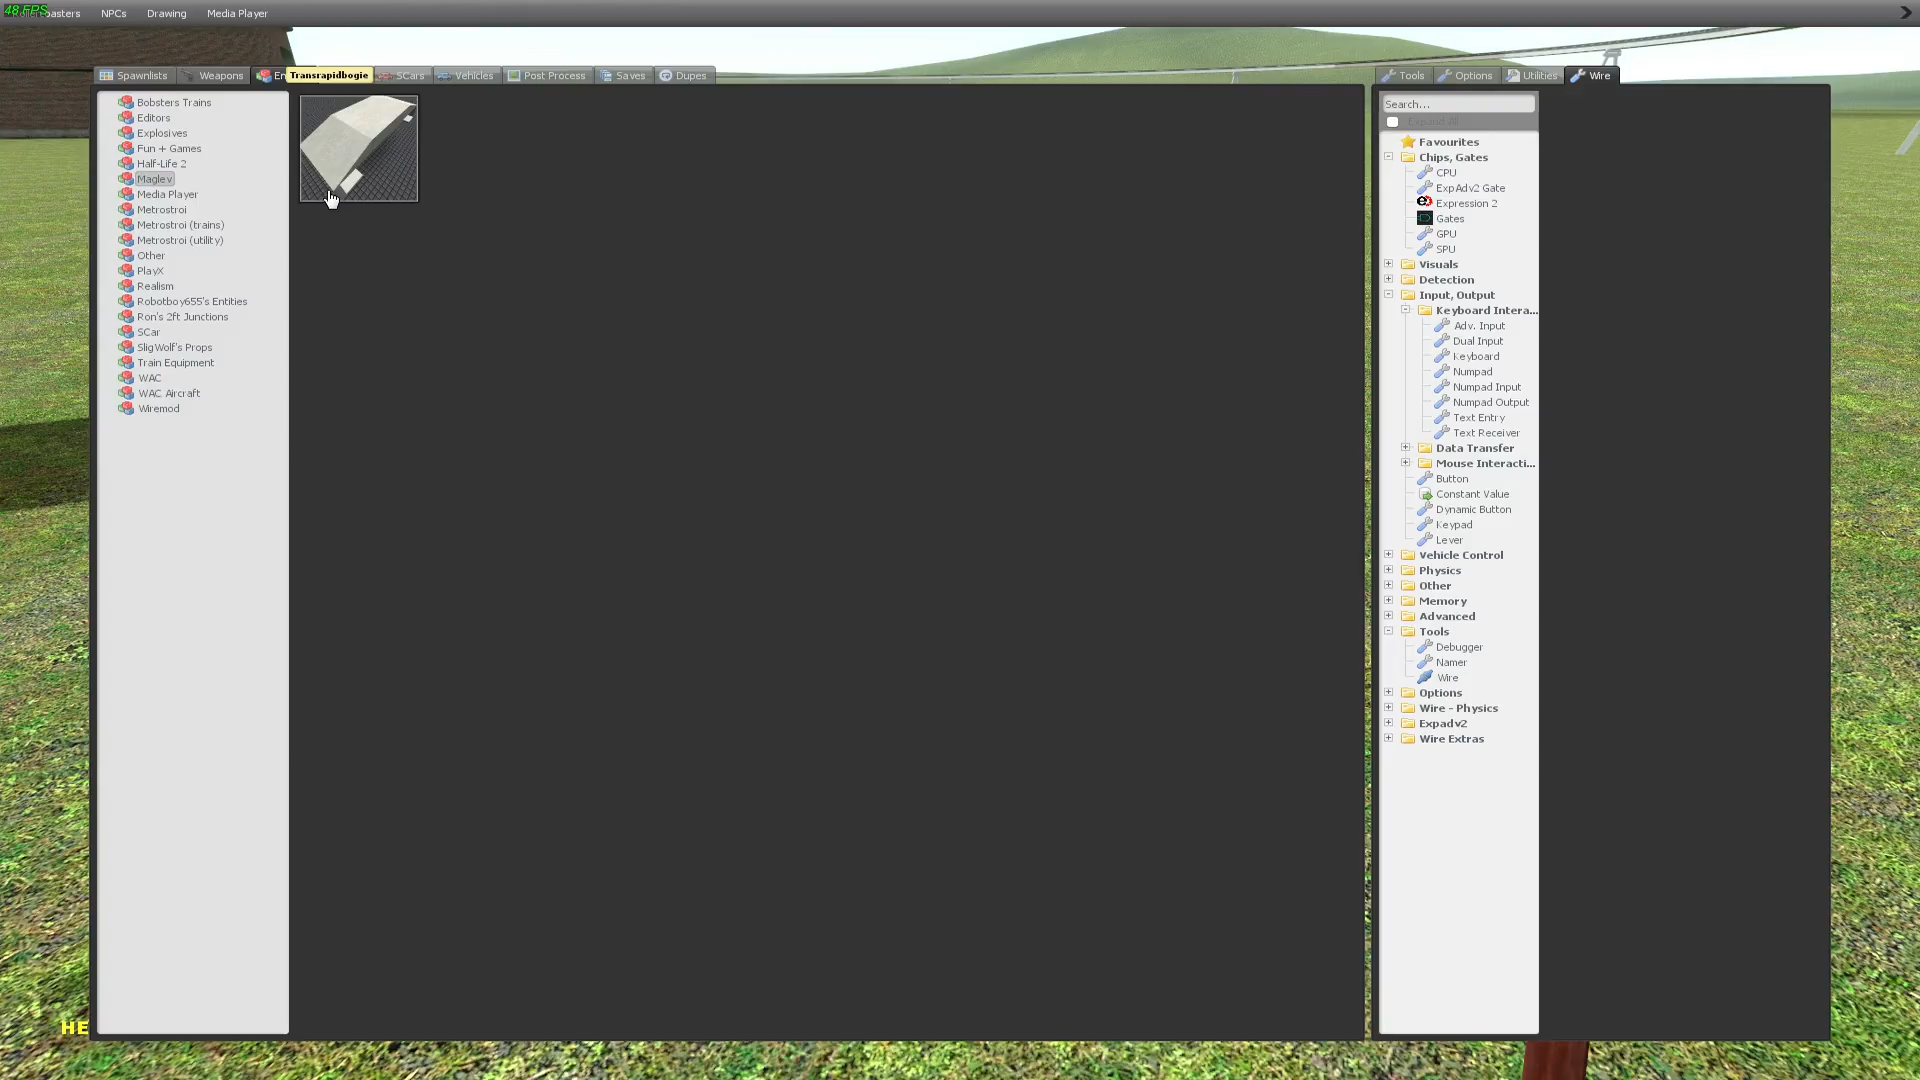 48 FPS
NPCs
Drawing
Media Player
Spawnlists
Weapons
En
Transrapidbogie
SCars
Vehicles
Post Process
Saves
Dupes
Tools
Options
Utilities
Wire
Bobsters Trains
Editors
Explosives
Fun + Games
Half-Life 2
Maglev
Media Player
Metrostroi
Metrostroi (trains)
Metrostroi (utility)
Other
PlayX
Realism
Robotboy655's Entities
Ron's 2ft Junctions
SCar
SligWolf's Props
Train Equipment
WAC
WAC Aircraft
Wiremod
Search...
Expand All
Favourites
Chips, Gates
CPU
ExpAdv2 Gate
Expression 2
Gates
GPU
SPU
Visuals
Detection
Input, Output
Keyboard Intera...
Adv. Input
Dual Input
Keyboard
Numpad
Numpad Input
Numpad Output
Text Entry
Text Receiver
Data Transfer
Mouse Interacti...
Button
Constant Value
Dynamic Button
Keypad
Lever
Vehicle Control
Physics
Other
Memory
Advanced
Tools
Debugger
Namer
Wire
Options
Wire - Physics
Expadv2
Wire Extras
HE